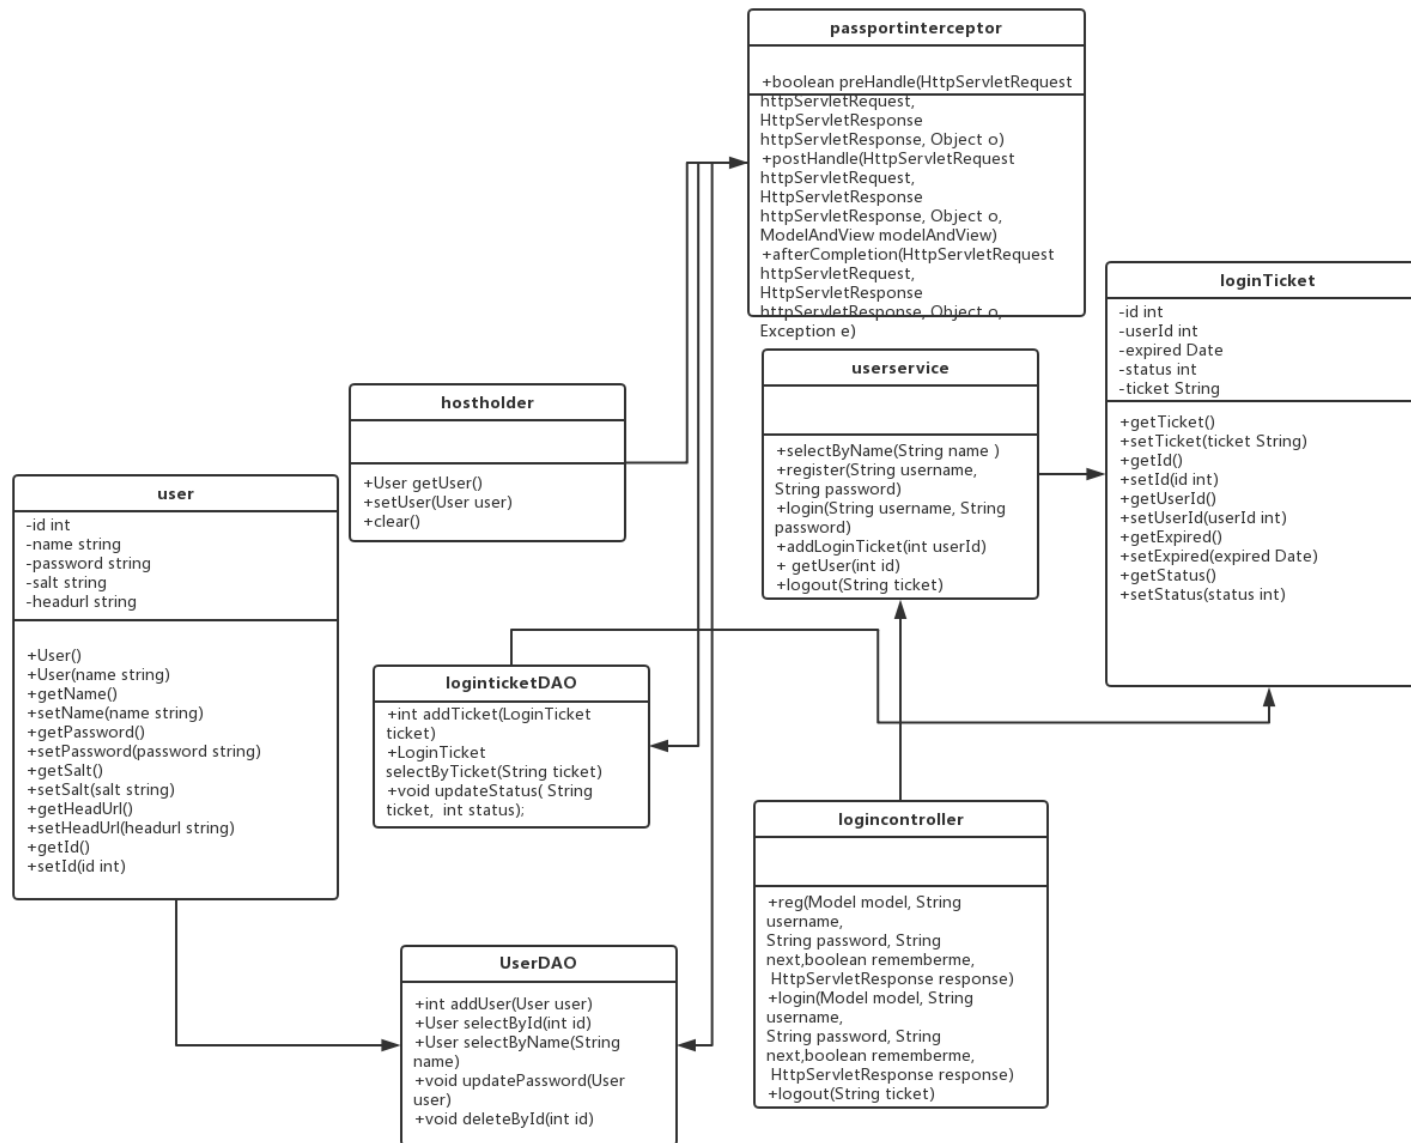 passportinterceptor
+boolean preHandle(HttpServletRequest
httpServletRequest,
HttpServletResponse
httpServletResponse, Object o)
+postHandle(HttpServletRequest
httpServletRequest,
HttpServletResponse
httpServletResponse, Object o,
ModelAndView modelAndView)
+afterCompletion(HttpServletRequest
httpServletRequest,
HttpServletResponse
httpServletResponse, Object o,
Exception e)
loginTicket
-id int
-userId int
-expired Date
-status int
-ticket String
+getTicket()
+setTicket(ticket String)
+getId()
+setId(id int)
+getUserId()
+setUserId(userId int)
+getExpired()
+setExpired(expired Date)
+getStatus()
+setStatus(status int)
userservice
+selectByName(String name )
+register(String username,
String password)
+login(String username, String
password)
+addLoginTicket(int userId)
+ getUser(int id)
+logout(String ticket)
hostholder
+User getUser()
+setUser(User user)
+clear()
user
-id int
-name string
-password string
-salt string
-headurl string
+User()
+User(name string)
+getName()
+setName(name string)
+getPassword()
+setPassword(password string)
+getSalt()
+setSalt(salt string)
+getHeadUrl()
+setHeadUrl(headurl string)
+getId()
+setId(id int)
loginticketDAO
+int addTicket(LoginTicket
ticket)
+LoginTicket
selectByTicket(String ticket)
+void updateStatus( String
ticket,  int status);
logincontroller
+reg(Model model, String
username,
String password, String
next,boolean rememberme,
HttpServletResponse response)
+login(Model model, String
username,
String password, String
next,boolean rememberme,
HttpServletResponse response)
+logout(String ticket)
UserDAO
+int addUser(User user)
+User selectById(int id)
+User selectByName(String
name)
+void updatePassword(User
user)
+void deleteById(int id)